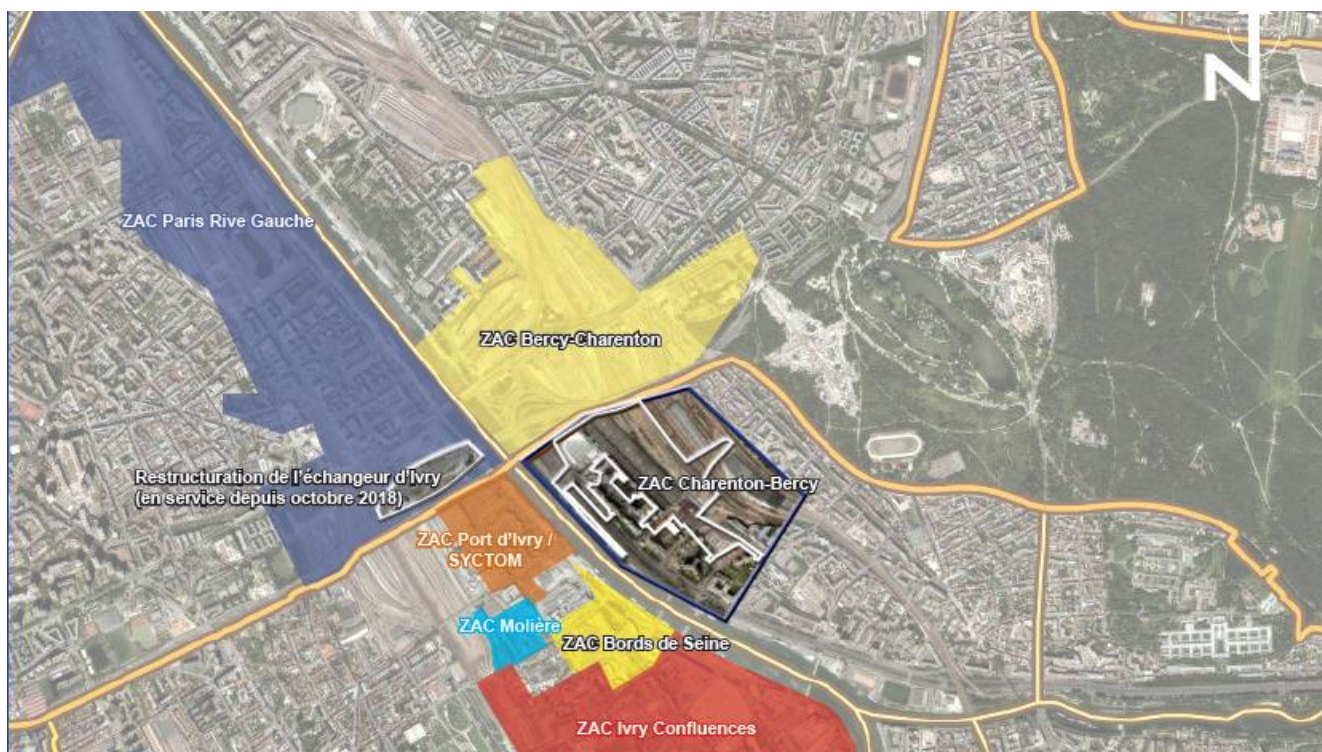 N
ZAC Paris Rive Gauche
ZAC Bercy-Charenton
Restructuration de l'échangeur d'Ivry
(en service depuis octobre 2018)
ZAC Charenton-Bercy
ZAC Port d'Ivry /
SYCTOM
ZAC Molière
ZAC Bords de Seine
ZAC Ivry Confluences